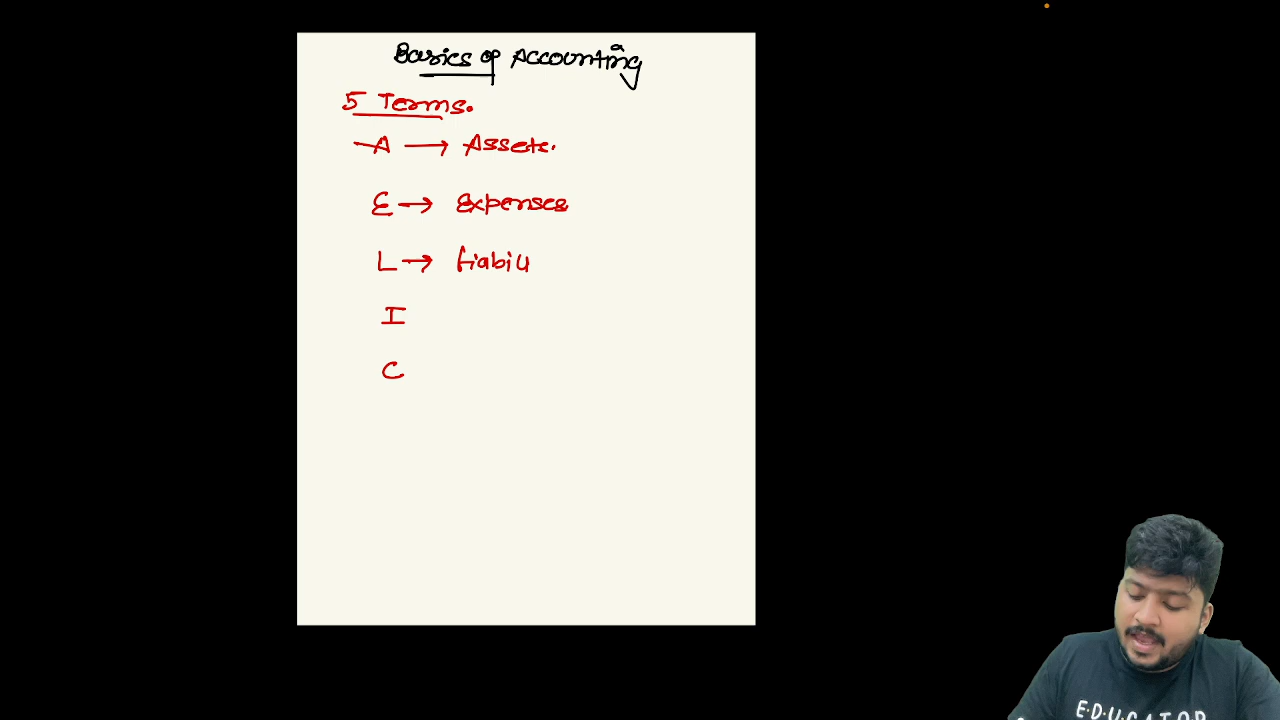 Basics of Accounting
5 Terms.
A → Assets.
E → Expenses
L → Liabili
I
C
E·D·U·C·A·T·O·R